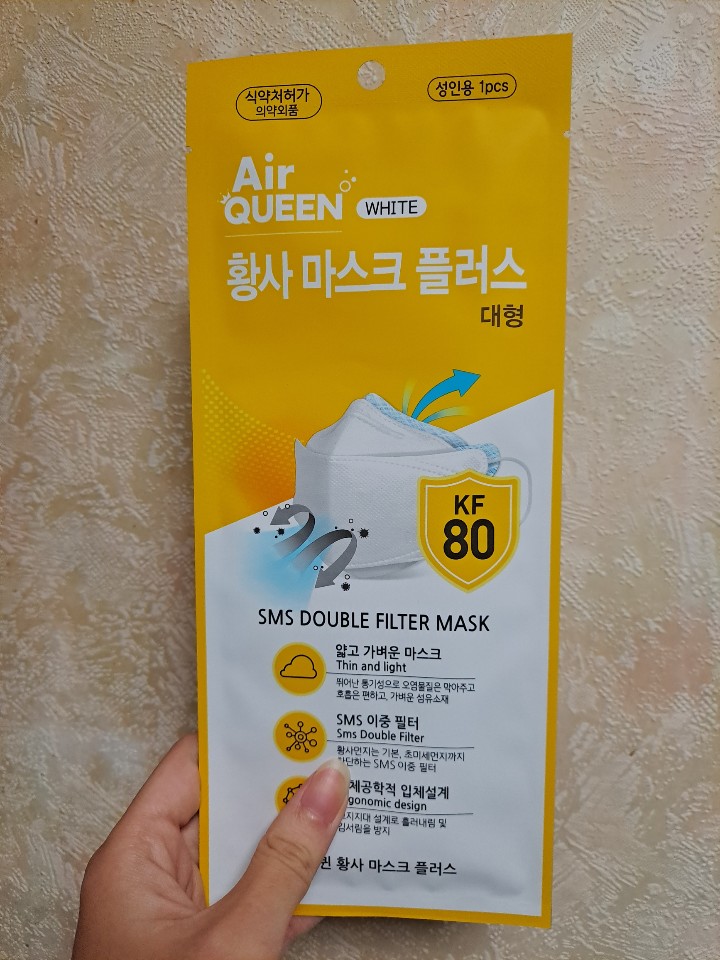 식약처허가
의약외품
성인용 1pcs
Air
QUEEN
WHITE
황사 마스크 플러스
대형
KF
80
SMS DOUBLE FILTER MASK
얇고 가벼운 마스크
Thin and light
뛰어난 통기성으로 오염물질은 막아주고
호흡은 편하고, 가벼운 섬유소재
SMS 이중 필터
Sms Double Filter
황사먼지는 기본, 초미세먼지까지
차단하는 SMS 이중 필터
체공학적 입체설계
gonomic design
지지대 설계로 흘러내림 및
김서림을 방지
퀸 황사 마스크 플러스